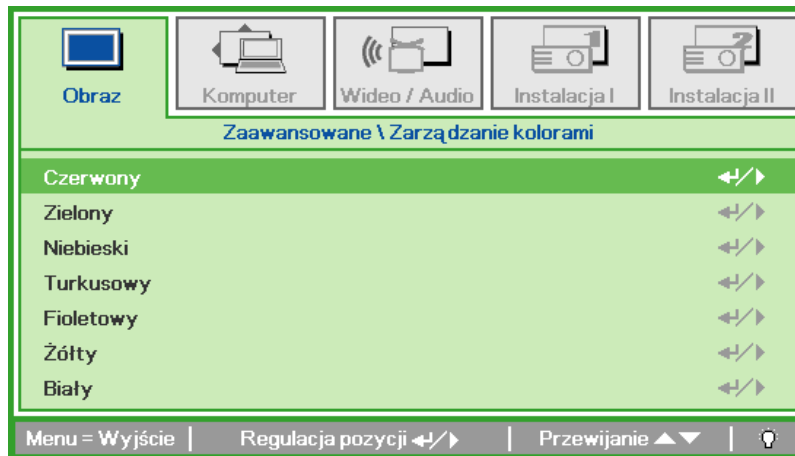 Obraz
Komputer
Wideo / Audio
Instalacja I
Instalacja II
Zaawansowane \ Zarządzanie kolorami
Czerwony
Zielony
Niebieski
Turkusowy
Fioletowy
Żółty
Biały
Menu = Wyjście | Regulacja pozycji ↵/▶ | Przewijanie ▲▼ |